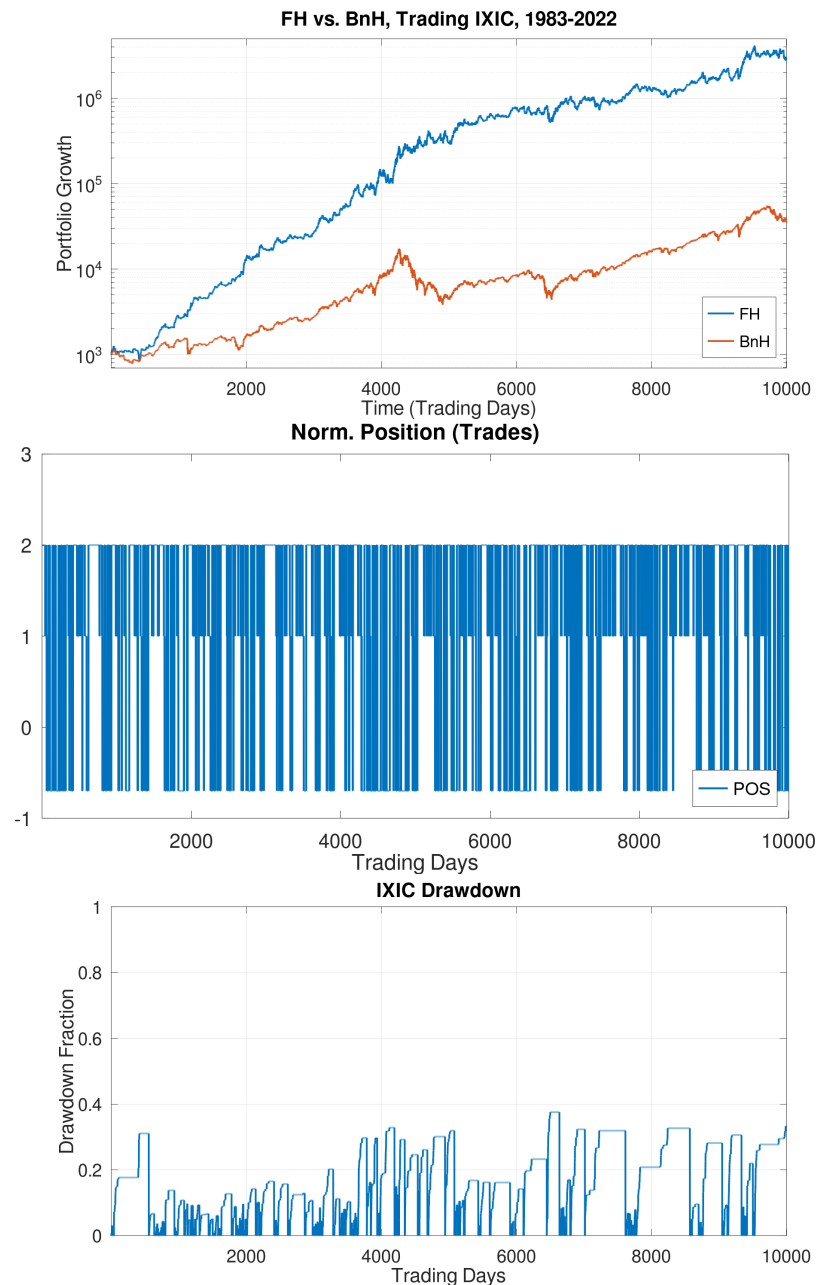 FH vs. BnH, Trading IXIC, 1983-2022
Portfolio Growth
10^6
10^5
10^4
10^3
FH
BnH
2000 4000 6000 8000 10000
Time (Trading Days)
Norm. Position (Trades)
3
2
1
0
-1
POS
2000 4000 6000 8000 10000
Trading Days
IXIC Drawdown
Drawdown Fraction
1
0.8
0.6
0.4
0.2
0
2000 4000 6000 8000 10000
Trading Days